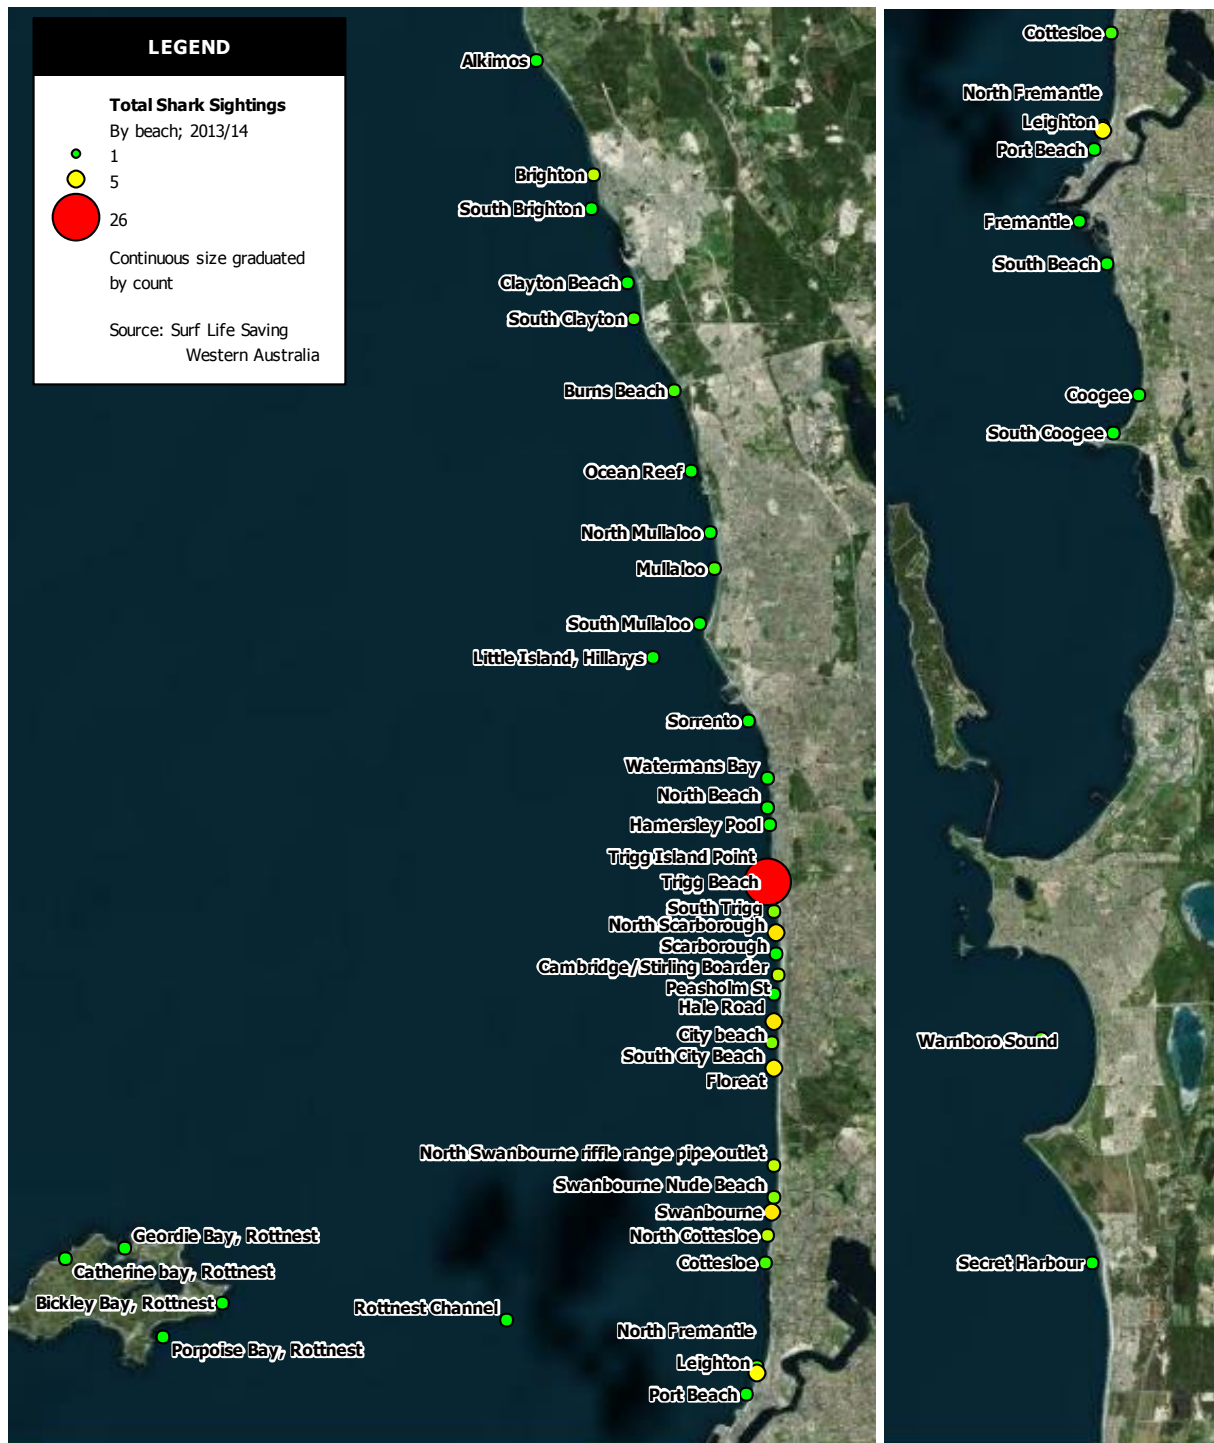 LEGEND
Total Shark Sightings
By beach; 2013/14
1
5
26
Continuous size graduated
by count
Source: Surf Life Saving
Western Australia
Alkimos
Brighton
South Brighton
Clayton Beach
South Clayton
Burns Beach
Ocean Reef
North Mullaloo
Mullaloo
South Mullaloo
Little Island, Hillarys
Sorrento
Watermans Bay
North Beach
Hamersley Pool
Trigg Island Point
Trigg Beach
South Trigg
North Scarborough
Scarborough
Cambridge/Stirling Boarder
Peasholm St
Hale Road
City beach
South City Beach
Floreat
North Swanbourne riffle range pipe outlet
Swanbourne Nude Beach
Swanbourne
North Cottesloe
Cottesloe
Geordie Bay, Rottnest
Catherine bay, Rottnest
Bickley Bay, Rottnest
Porpoise Bay, Rottnest
Rottnest Channel
North Fremantle
Leighton
Port Beach
Cottesloe
North Fremantle
Leighton
Port Beach
Fremantle
South Beach
Coogee
South Coogee
Warnboro Sound
Secret Harbour